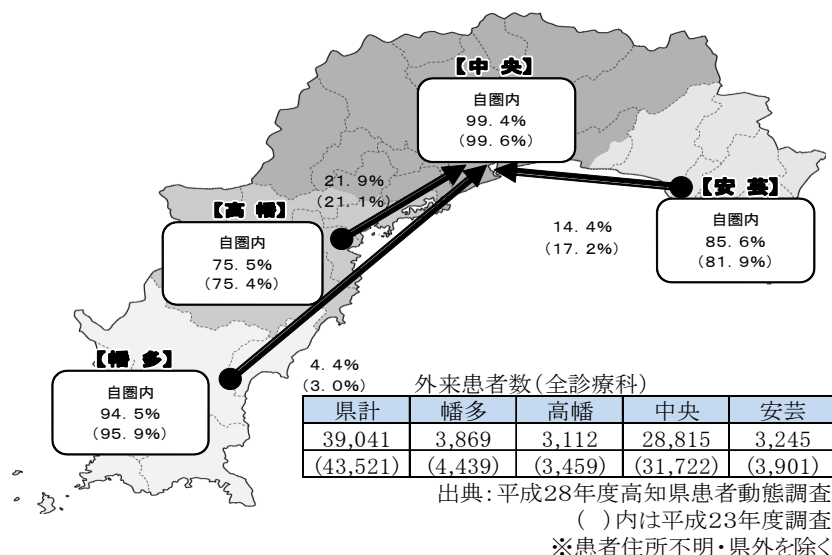 【中 央】
自圏内
99．4%
(99．6%)
21．9%
(21．1%)
【高 幡】
自圏内
75．5%
(75．4%)
【安 芸】
自圏内
85．6%
(81．9%)
14．4%
(17．2%)
【幡 多】
自圏内
94．5%
(95．9%)
4．4%
(3．0%)
外来患者数(全診療科)
県計 幡多 高幡 中央 安芸
39,041 3,869 3,112 28,815 3,245
(43,521) (4,439) (3,459) (31,722) (3,901)
出典：平成28年度高知県患者動態調査
( )内は平成23年度調査
※患者住所不明・県外を除く